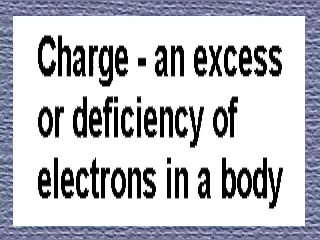 Charge - an excess
or deficiency of
electrons in a body